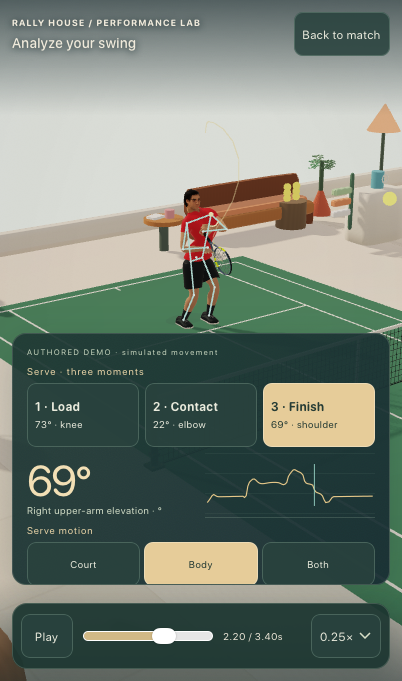 RALLY HOUSE / PERFORMANCE LAB
Analyze your swing
Back to match
AUTHORED DEMO · simulated movement
Serve · three moments
1 · Load
73° · knee
2 · Contact
22° · elbow
3 · Finish
69° · shoulder
69°
Right upper-arm elevation · °
Serve motion
Court
Body
Both
Play
2.20 / 3.40s
0.25×